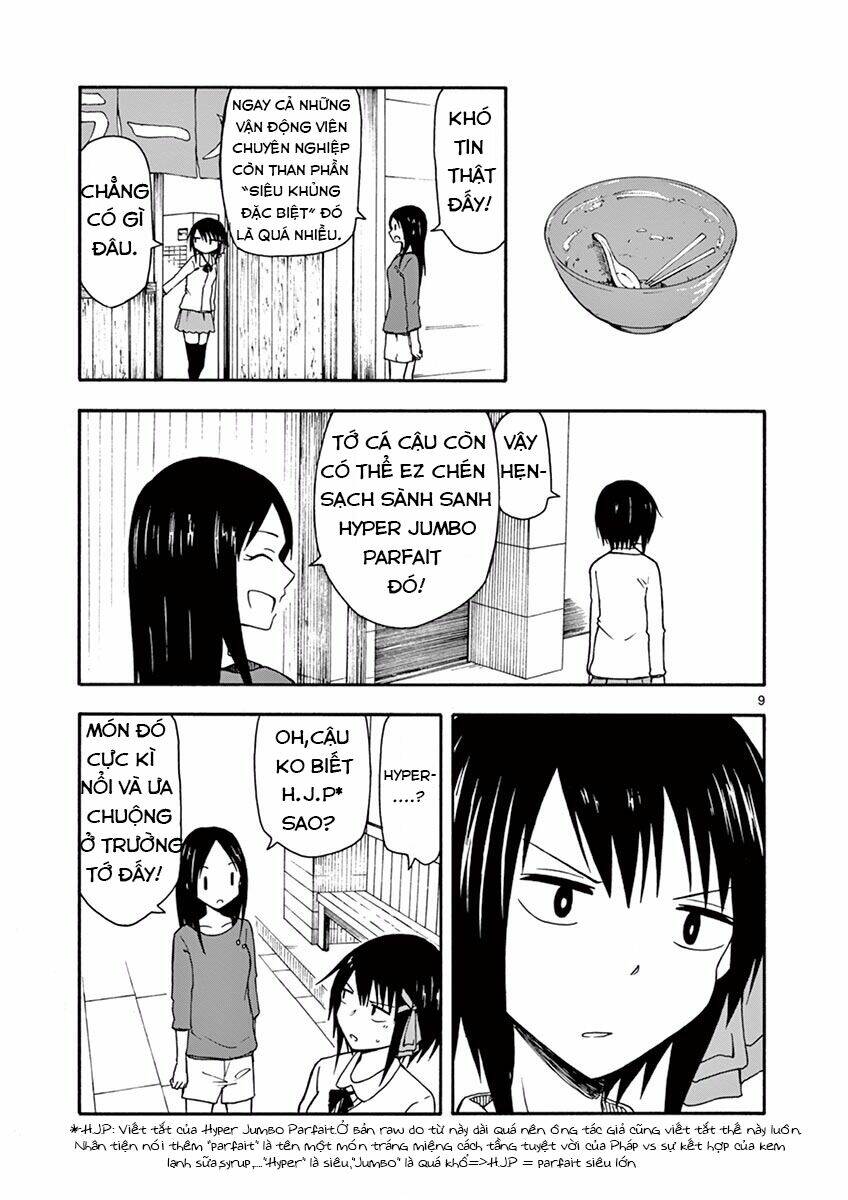 KHÓ
TIN
THẬT
ĐẤY!
NGAY CẢ NHỮNG
VẬN ĐỘNG VIÊN
CHUYÊN NGHIỆP
CÒN THAN PHẦN
“SIÊU KHỦNG
ĐẶC BIỆT” ĐÓ
LÀ QUÁ NHIỀU.
CHẲNG
CÓ GÌ
ĐÂU.
ラー
VẬY
HẸN-
TỚ CÁ CẬU CÒN
CÓ THỂ EZ CHÉN
SẠCH SÀNH SANH
HYPER JUMBO
PARFAIT
ĐÓ!
9
HYPER-
....?
OH,CẬU
KO BIẾT
H.J.P*
SAO?
MÓN ĐÓ
CỰC KÌ
NỔI VÀ ƯA
CHUỘNG
Ở TRƯỜNG
TỚ ĐẤY!
*-H.J.P: Viết tắt của Hyper Jumbo Parfait.Ở bản raw do từ này dài quá nên ông tác giả cũng viết tắt thế này luôn.
Nhân tiện nói thêm "parfait" là tên một món tráng miệng cách tầng tuyệt vời của Pháp vs sự kết hợp của kem
lạnh sữa,syrup,..."Hyper" là siêu,"Jumbo" là quá khổ=>H.J.P = parfait siêu lớn